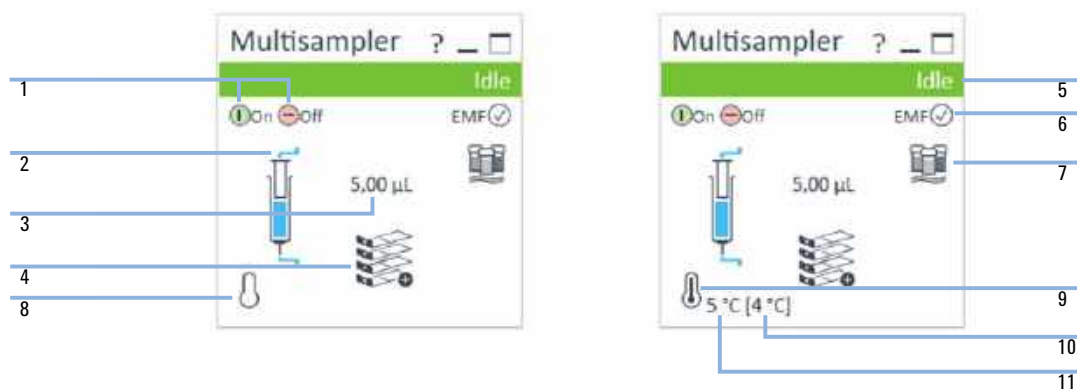 Multisampler ? Multisampler ?
Idle Idle
1 5
On Off EMF On Off EMF
6
2
7
5,00 µL 5,00 µL
3
4
8
9
5 °C [4 °C]
10
11